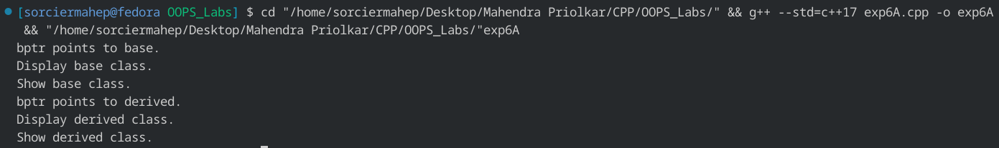 [sorciermahep@fedora OOPS_Labs] $ cd "/home/sorciermahep/Desktop/Mahendra Priolkar/CPP/OOPS_Labs/" && g++ --std=c++17 exp6A.cpp -o exp6A
 && "/home/sorciermahep/Desktop/Mahendra Priolkar/CPP/OOPS_Labs/"exp6A
bptr points to base.
Display base class.
Show base class.
bptr points to derived.
Display derived class.
Show derived class.